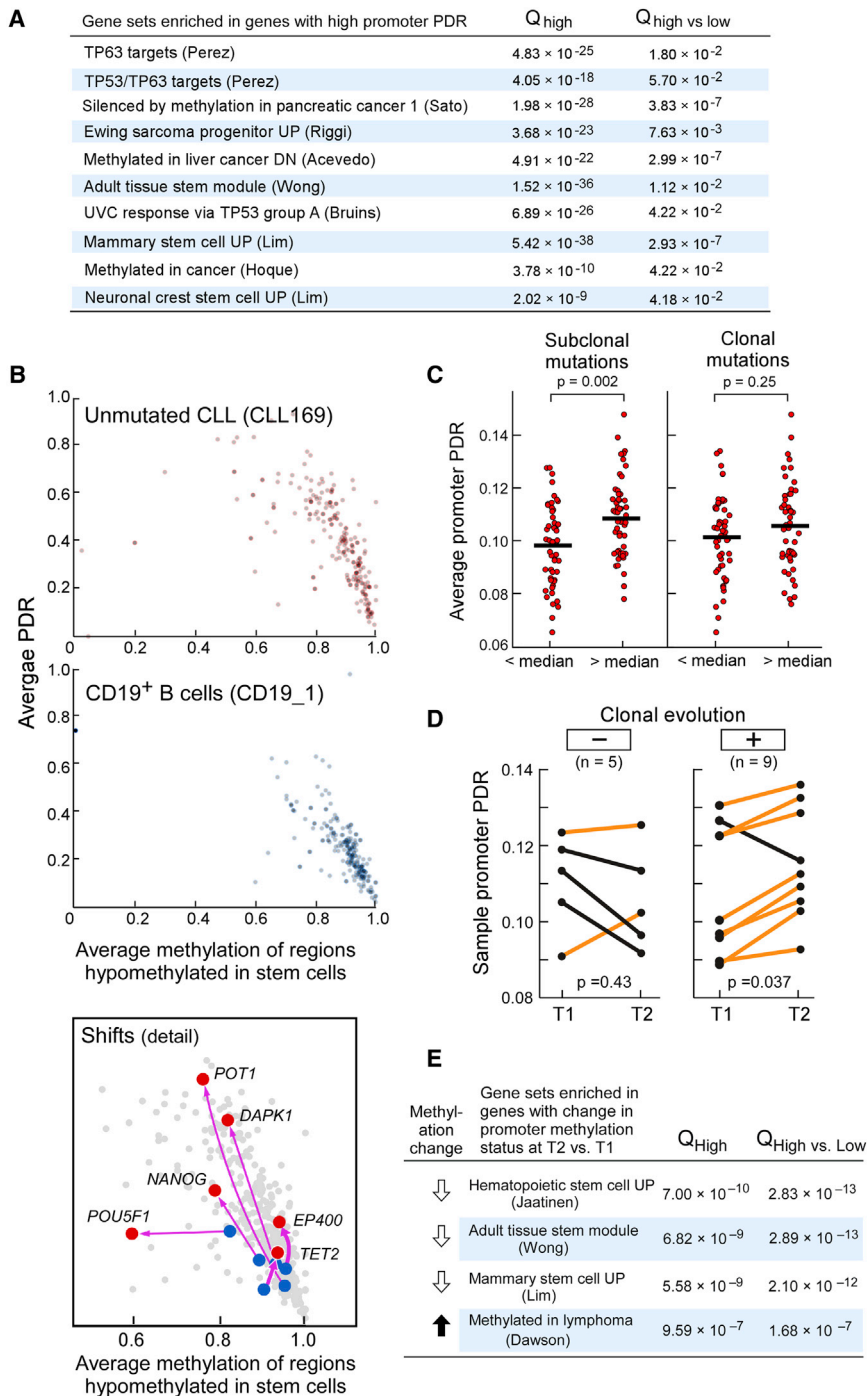 A
Gene sets enriched in genes with high promoter PDR Qhigh Qhigh vs low
TP63 targets (Perez) 4.83 × 10-25 1.80 × 10-2
TP53/TP63 targets (Perez) 4.05 × 10-18 5.70 × 10-2
Silenced by methylation in pancreatic cancer 1 (Sato) 1.98 × 10-28 3.83 × 10-7
Ewing sarcoma progenitor UP (Riggi) 3.68 × 10-23 7.63 × 10-3
Methylated in liver cancer DN (Acevedo) 4.91 × 10-22 2.99 × 10-7
Adult tissue stem module (Wong) 1.52 × 10-36 1.12 × 10-2
UVC response via TP53 group A (Bruins) 6.89 × 10-26 4.22 × 10-2
Mammary stem cell UP (Lim) 5.42 × 10-38 2.93 × 10-7
Methylated in cancer (Hoque) 3.78 × 10-10 4.22 × 10-2
Neuronal crest stem cell UP (Lim) 2.02 × 10-9 4.18 × 10-2
B
Unmutated CLL (CLL169)
1.0
0.8
0.6
0.4
0.2
0 0.2 0.4 0.6 0.8 1.0
Avergae PDR
CD19+ B cells (CD19_1)
0.8
0.6
0.4
0.2
0 0.2 0.4 0.6 0.8 1.0
Average methylation of regions
hypomethylated in stem cells
Shifts (detail)
POT1
DAPK1
NANOG
POU5F1
EP400
TET2
0.6 0.8 1.0
Average methylation of regions
hypomethylated in stem cells
C
Subclonal
mutations
p = 0.002
Clonal
mutations
p = 0.25
Average promoter PDR
0.14
0.12
0.10
0.08
0.06
< median > median < median > median
D
Clonal evolution
− +
(n = 5) (n = 9)
Sample promoter PDR
0.14
0.12
0.10
0.08
p =0.43 p =0.037
T1 T2 T1 T2
E
Methyl-
ation
change
Gene sets enriched in
genes with change in
promoter methylation
status at T2 vs. T1
QHigh QHigh vs. Low
Hematopoietic stem cell UP
(Jaatinen)
7.00 × 10 -10 2.83 × 10 -13
Adult tissue stem module
(Wong)
6.82 × 10 -9 2.89 × 10 -13
Mammary stem cell UP
(Lim)
5.58 × 10 -9 2.10 × 10 -12
Methylated in lymphoma
(Dawson)
9.59 × 10 -7 1.68 × 10 -7